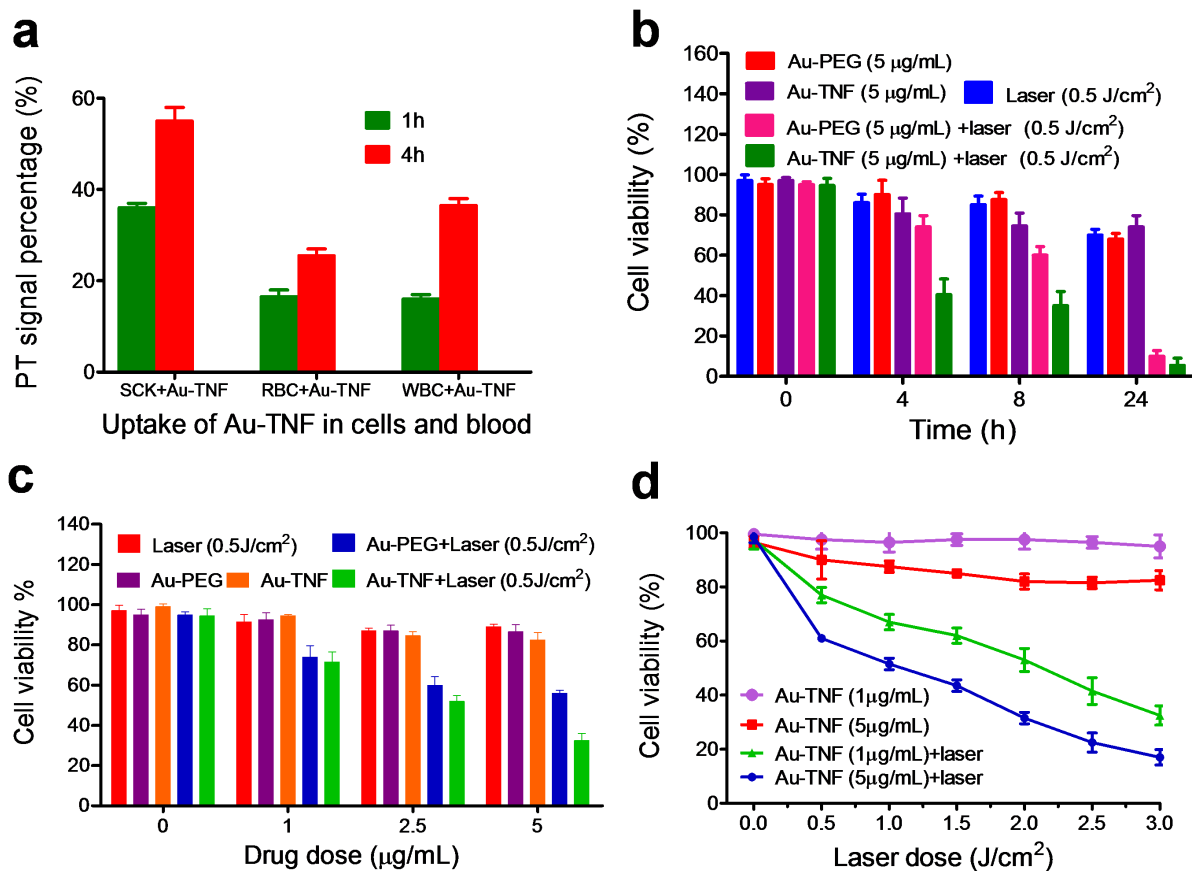 a
PT signal percentage (%)
60
40
20
0
1h
4h
SCK+Au-TNF
RBC+Au-TNF
WBC+Au-TNF
Uptake of Au-TNF in cells and blood
b
Cell viability (%)
160
140
120
100
80
60
40
20
0
Au-PEG (5 μg/mL)
Au-TNF (5 μg/mL)
Laser (0.5 J/cm²)
Au-PEG (5 μg/mL) +laser (0.5 J/cm²)
Au-TNF (5 μg/mL) +laser (0.5 J/cm²)
0 4 8 24
Time (h)
c
Cell viability %
140
120
100
80
60
40
20
0
Laser (0.5J/cm²)
Au-PEG+Laser (0.5J/cm²)
Au-PEG
Au-TNF
Au-TNF+Laser (0.5J/cm²)
0 1 2.5 5
Drug dose (μg/mL)
d
Cell viability (%)
100
80
60
40
20
0
Au-TNF (1μg/mL)
Au-TNF (5μg/mL)
Au-TNF (1μg/mL)+laser
Au-TNF (5μg/mL)+laser
0.0 0.5 1.0 1.5 2.0 2.5 3.0
Laser dose (J/cm²)